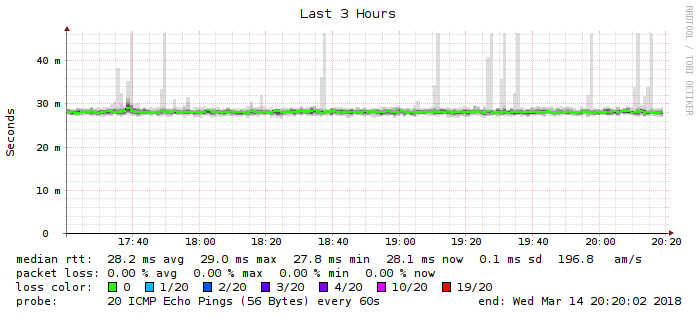 Last 3 Hours
RRDTOOL / TOBI OETIKER
Seconds
40 m
30 m
20 m
10 m
0
17:40 18:00 18:20 18:40 19:00 19:20 19:40 20:00 20:20
median rtt: 28.2 ms avg 29.0 ms max 27.8 ms min 28.1 ms now 0.1 ms sd 196.8 am/s
packet loss: 0.00 % avg 0.00 % max 0.00 % min 0.00 % now
loss color: 0 1/20 2/20 3/20 4/20 10/20 19/20
probe: 20 ICMP Echo Pings (56 Bytes) every 60s end: Wed Mar 14 20:20:02 2018